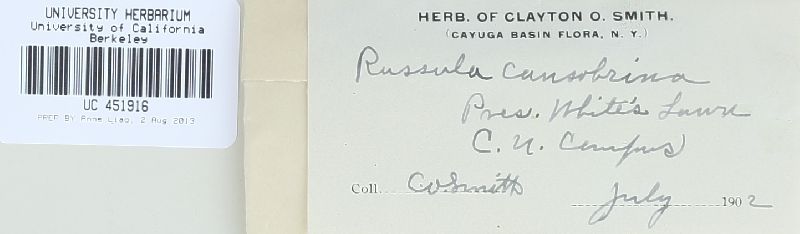 UNIVERSITY HERBARIUM
University of California
Berkeley
UC 451916
PREP BY Anne Liao, 2 Aug 2013
HERB. OF CLAYTON O. SMITH.
(CAYUGA BASIN FLORA, N. Y.)
Russula consobrina
Pres. White's Lawn
C. U. Campus
Coll. CO Smith July 1902